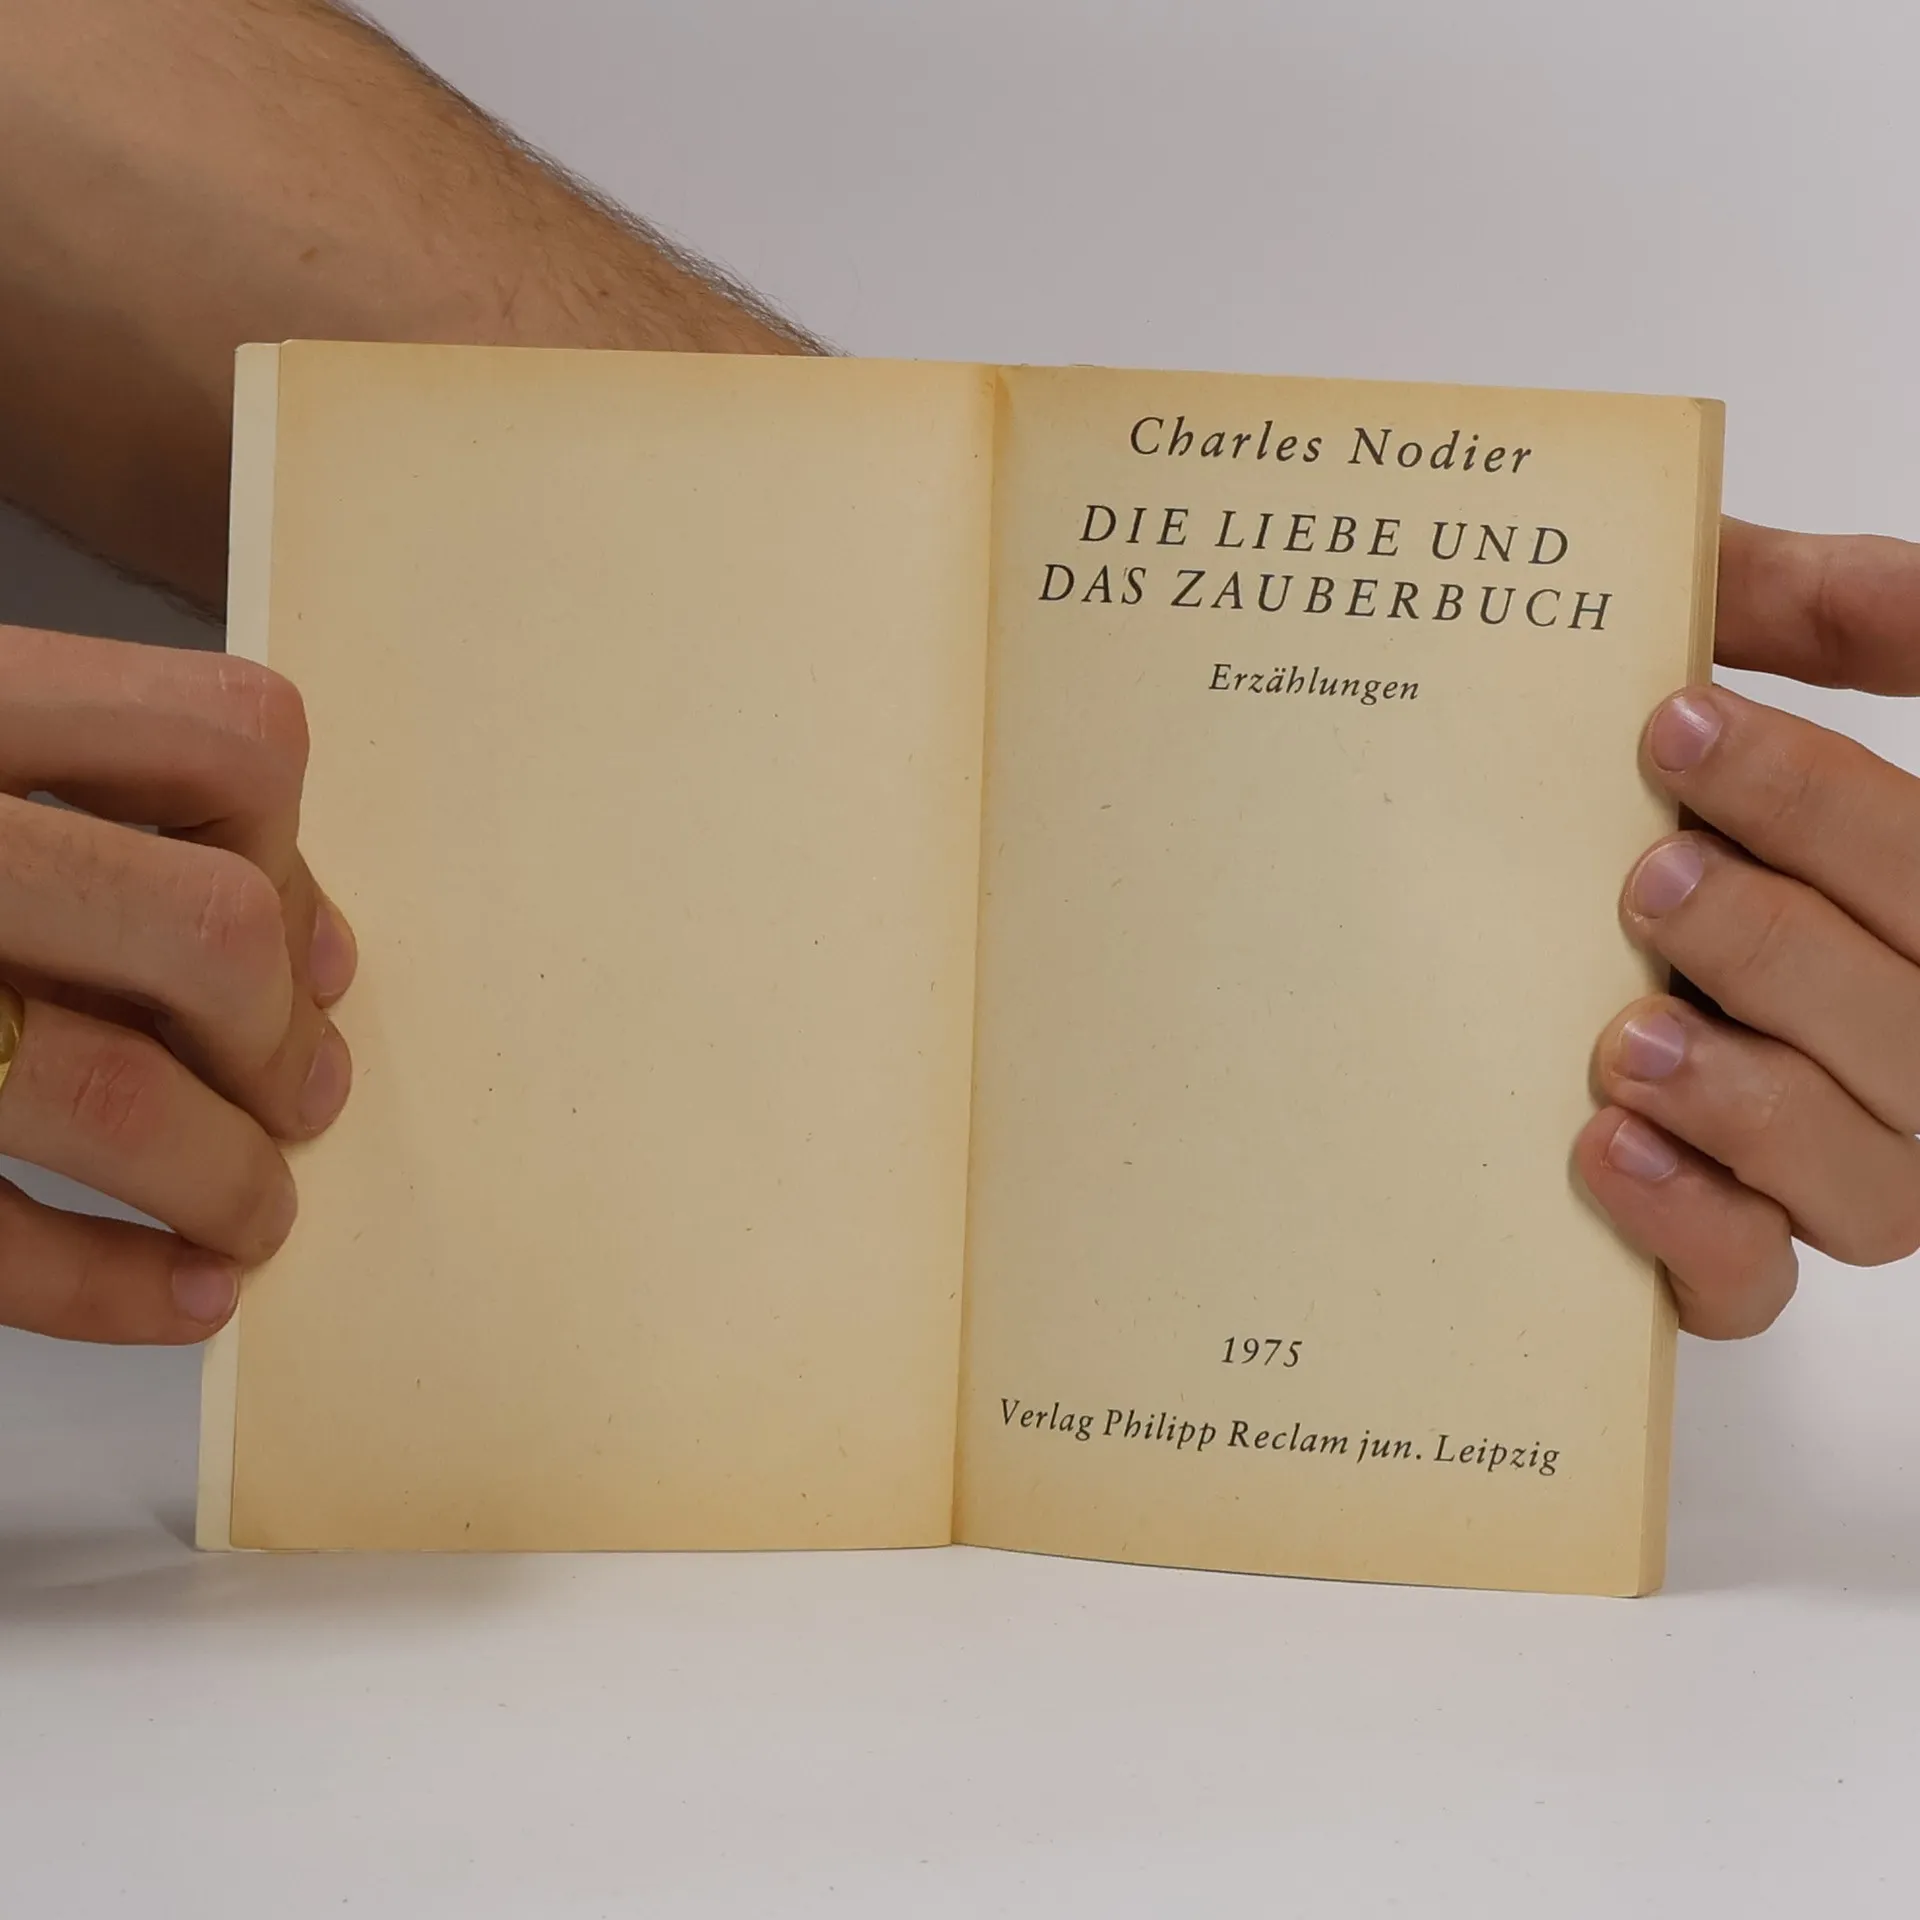 Charles Nodier
DIE LIEBE UND
DAS ZAUBERBUCH
Erzählungen
1975
Verlag Philipp Reclam jun. Leipzig